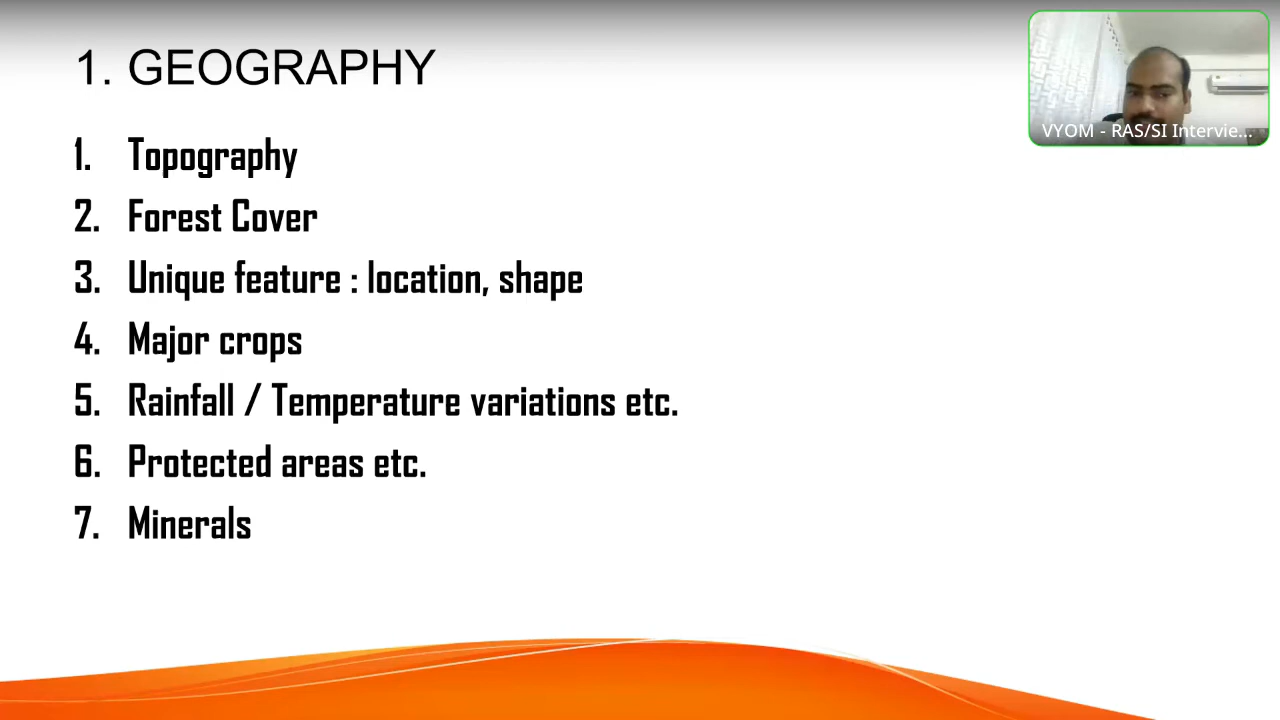 1. GEOGRAPHY
VYOM - RAS/SI Intervie...
1. Topography
2. Forest Cover
3. Unique feature : location, shape
4. Major crops
5. Rainfall / Temperature variations etc.
6. Protected areas etc.
7. Minerals